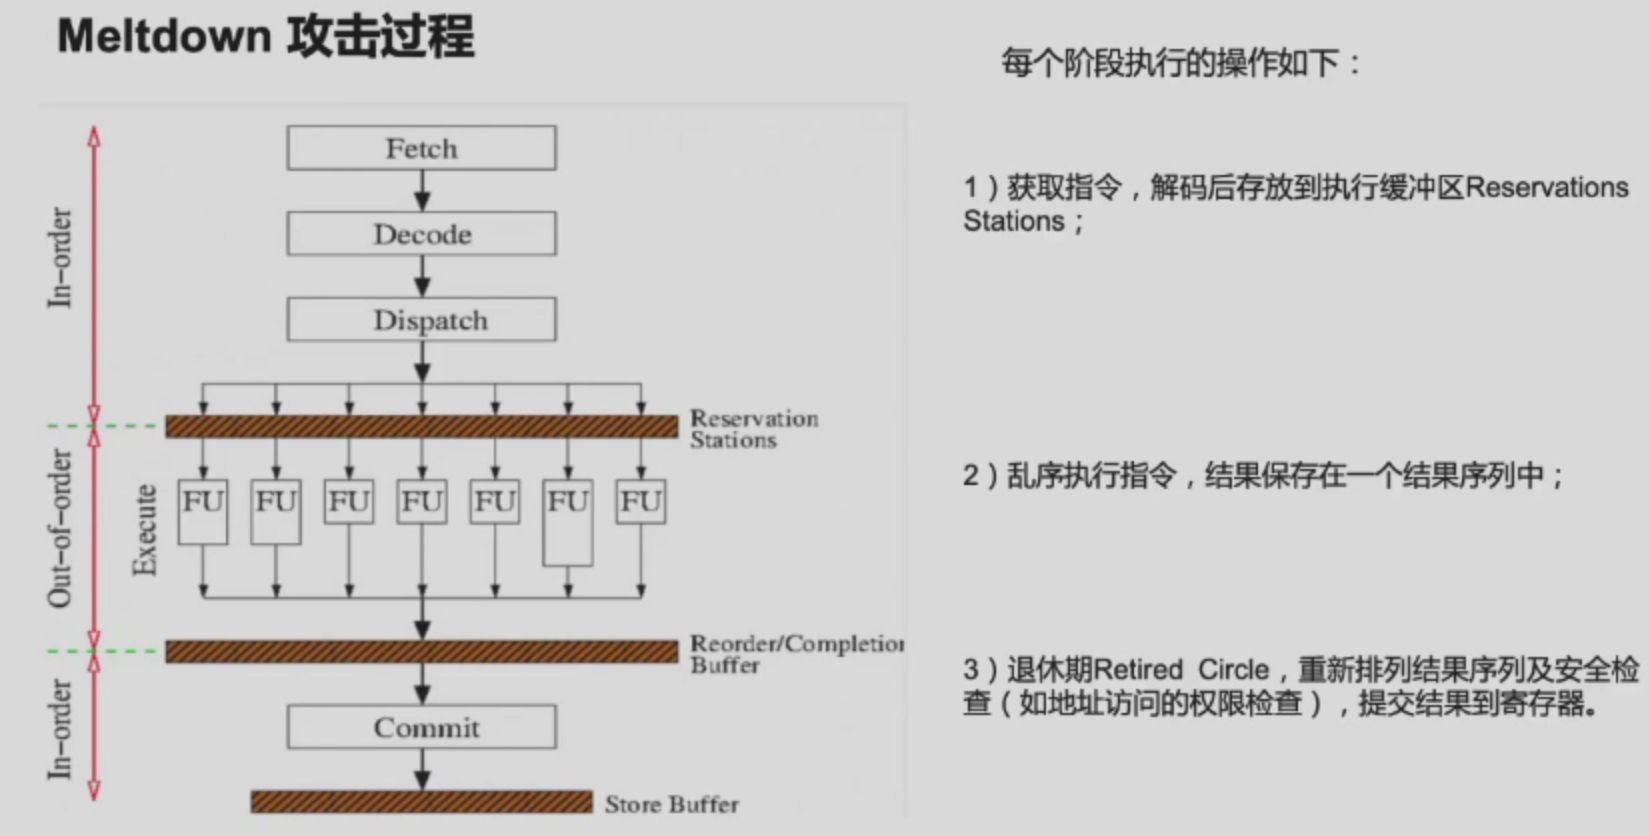 Meltdown 攻击过程
每个阶段执行的操作如下：
In-order
Out-of-order
In-order
Fetch
Decode
Dispatch
Reservation
Stations
Execute
FU
FU
FU
FU
FU
FU
FU
Reorder/Completion
Buffer
Commit
Store Buffer
1）获取指令，解码后存放到执行缓冲区Reservations
Stations；
2）乱序执行指令，结果保存在一个结果序列中；
3）退休期Retired Circle，重新排列结果序列及安全检
查（如地址访问的权限检查），提交结果到寄存器。